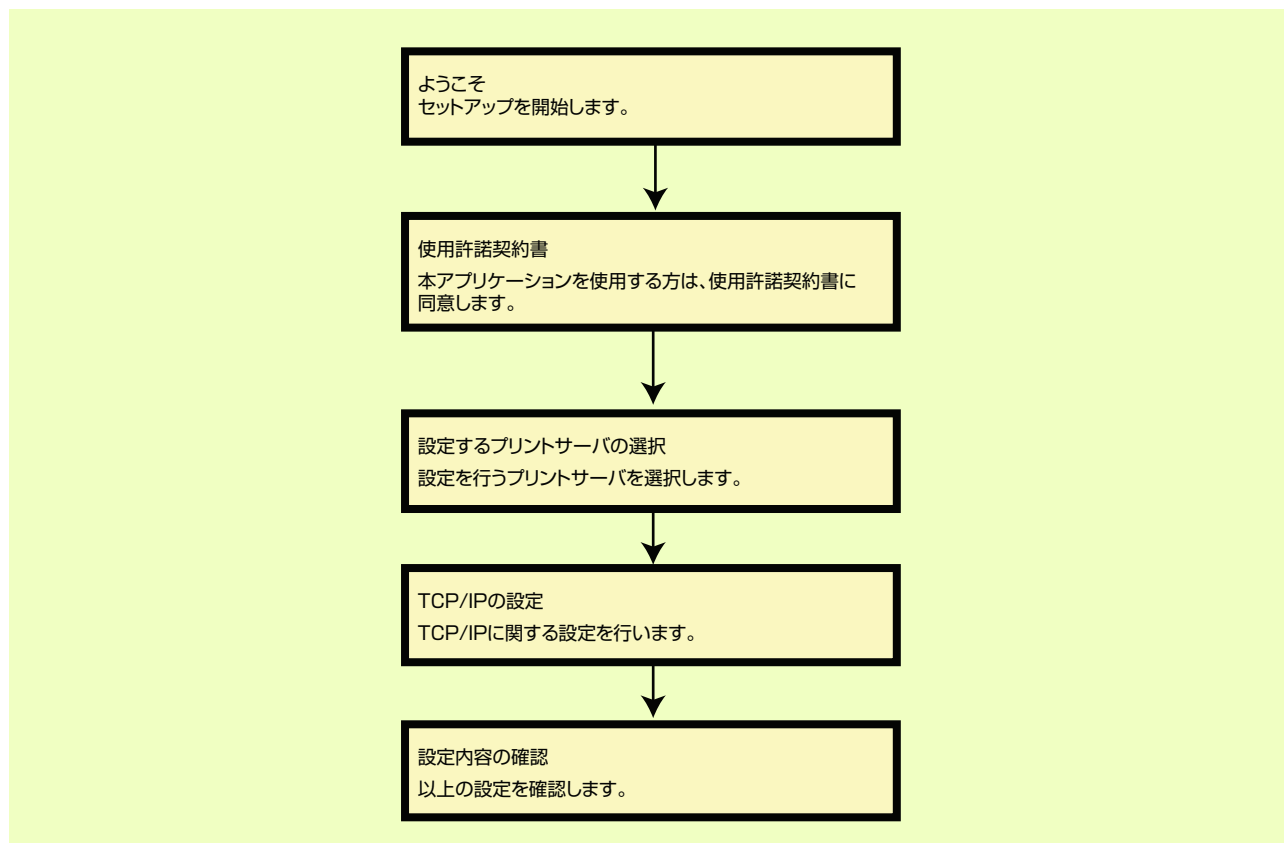 ようこそ
セットアップを開始します。
使用許諾契約書
本アプリケーションを使用する方は、使用許諾契約書に
同意します。
設定するプリントサーバの選択
設定を行うプリントサーバを選択します。
TCP/IPの設定
TCP/IPに関する設定を行います。
設定内容の確認
以上の設定を確認します。